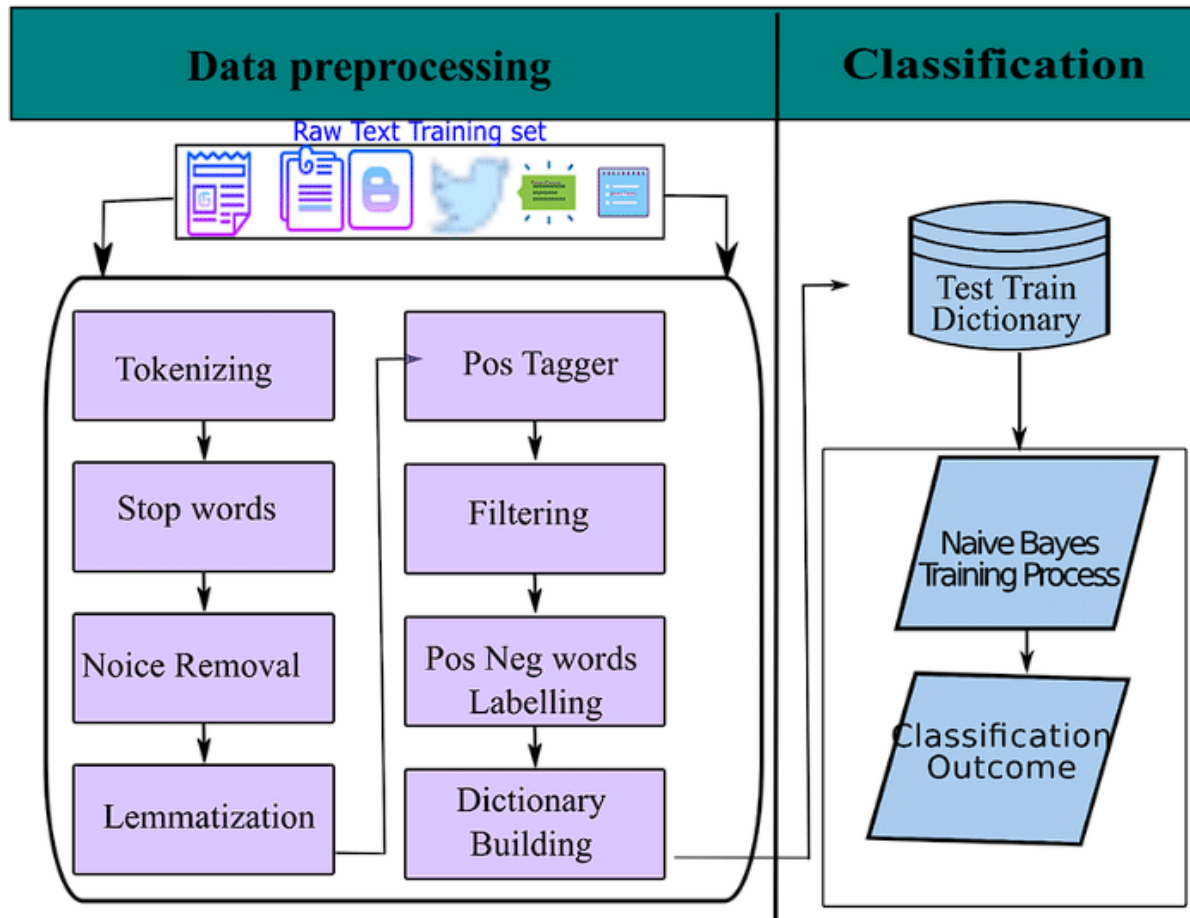 Data preprocessing
Classification
Raw Text Training set
Tokenizing
Stop words
Noice Removal
Lemmatization
Pos Tagger
Filtering
Pos Neg words
Labelling
Dictionary
Building
Test Train
Dictionary
Naive Bayes
Training Process
Classification
Outcome